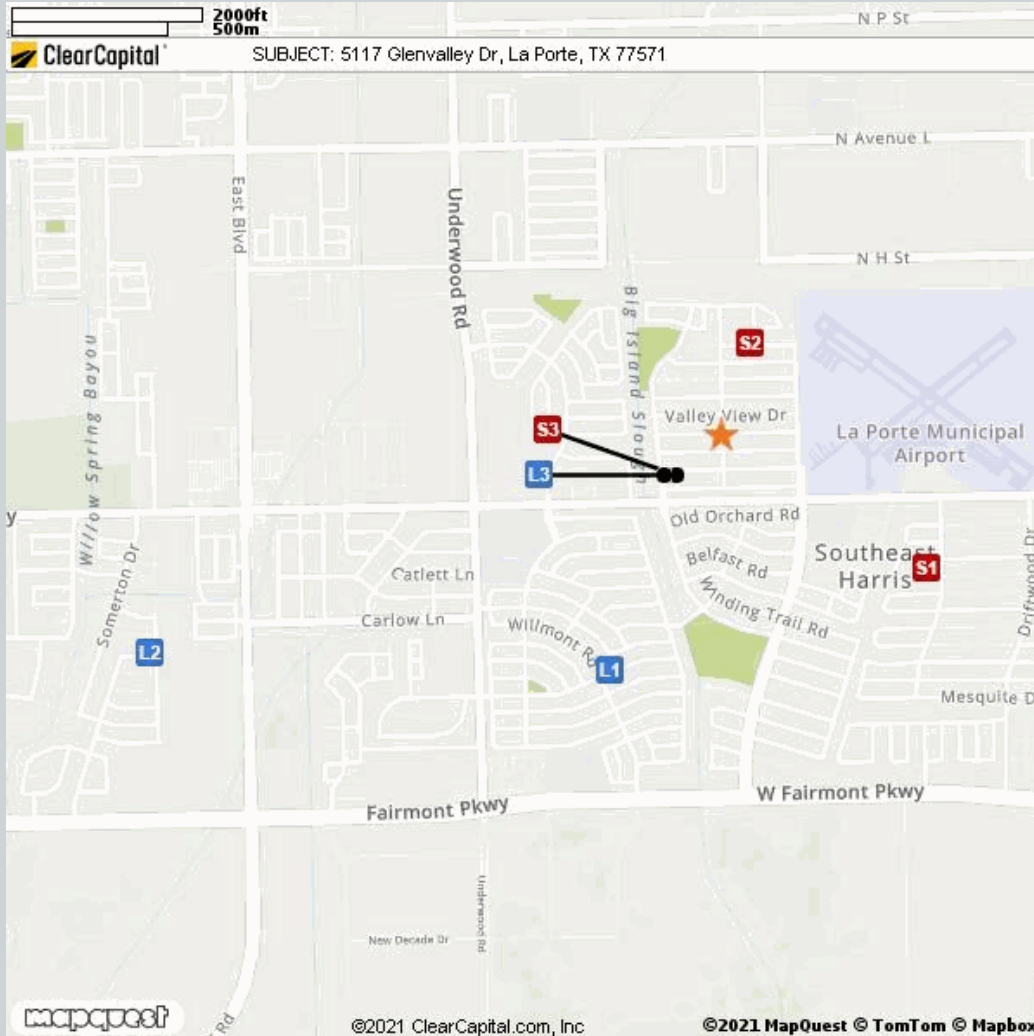 2000ft
500m
N P St
ClearCapital
SUBJECT: 5117 Glenvalley Dr, La Porte, TX 77571
N Avenue L
East Blvd
Underwood Rd
N H St
Big Island Slough
Willow Spring Bayou
S2
Valley View Dr
S3
La Porte Municipal
Airport
L3
y
Old Orchard Rd
Southeast
Harris
S1
Belfast Rd
Driftwood Dr
Catlett Ln
Somerton Dr
Winding Trail Rd
Carlow Ln
Willmont Rd
L2
L1
Mesquite D
W Fairmont Pkwy
Fairmont Pkwy
Underwood Rd
New Decade Dr
mapquest
Rd
©2021 ClearCapital.com, Inc
©2021 MapQuest © TomTom © Mapbox